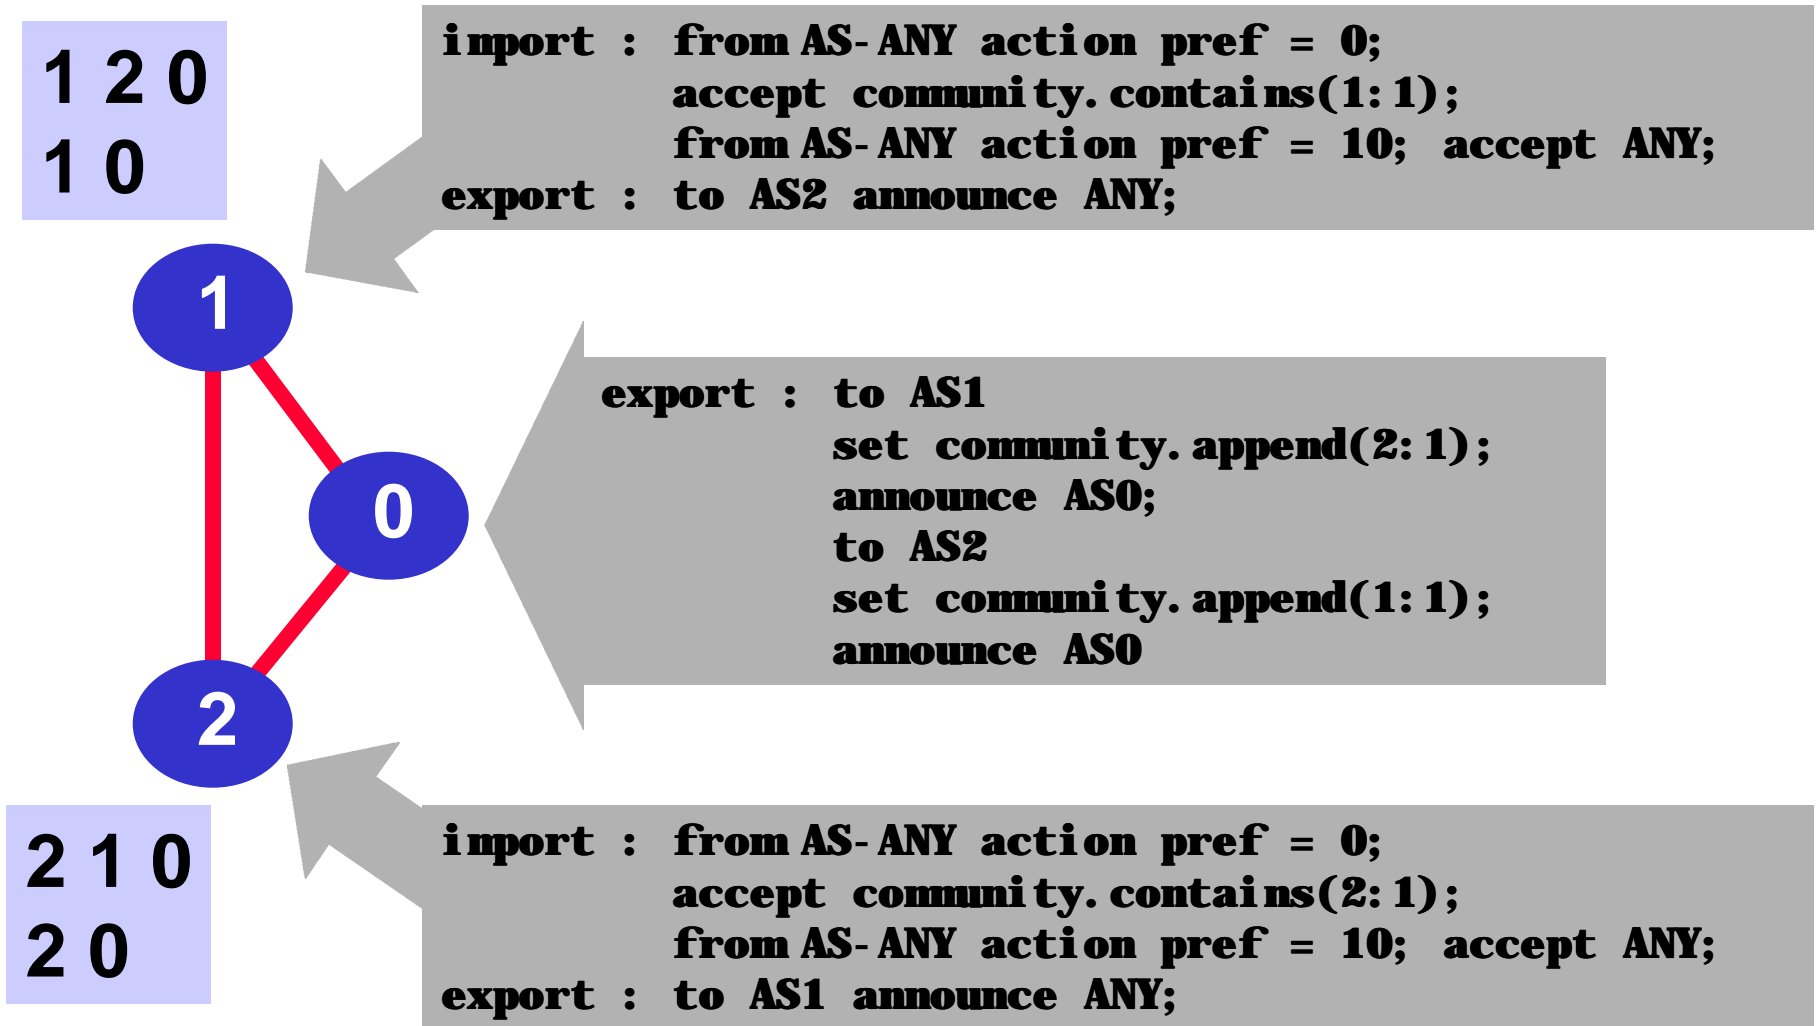 1 2 0
1 0
import : from AS-ANY action pref = 0;
accept community.contains(1:1);
from AS-ANY action pref = 10; accept ANY;
export : to AS2 announce ANY;
1
0
2
export : to AS1
set community.append(2:1);
announce AS0;
to AS2
set community.append(1:1);
announce AS0
2 1 0
2 0
import : from AS-ANY action pref = 0;
accept community.contains(2:1);
from AS-ANY action pref = 10; accept ANY;
export : to AS1 announce ANY;